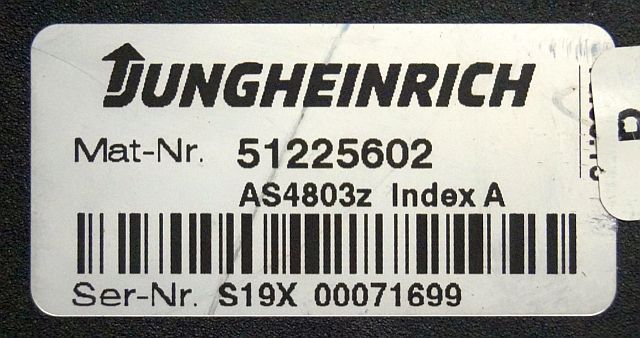 JUNGHEINRICH
Mat-Nr. 51225602
AS4803z Index A
Ser-Nr. S19X 00071699